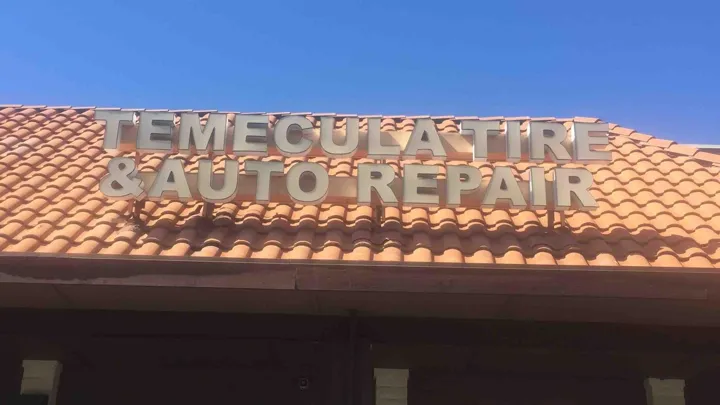 TEMECULA TIRE
& AUTO REPAIR